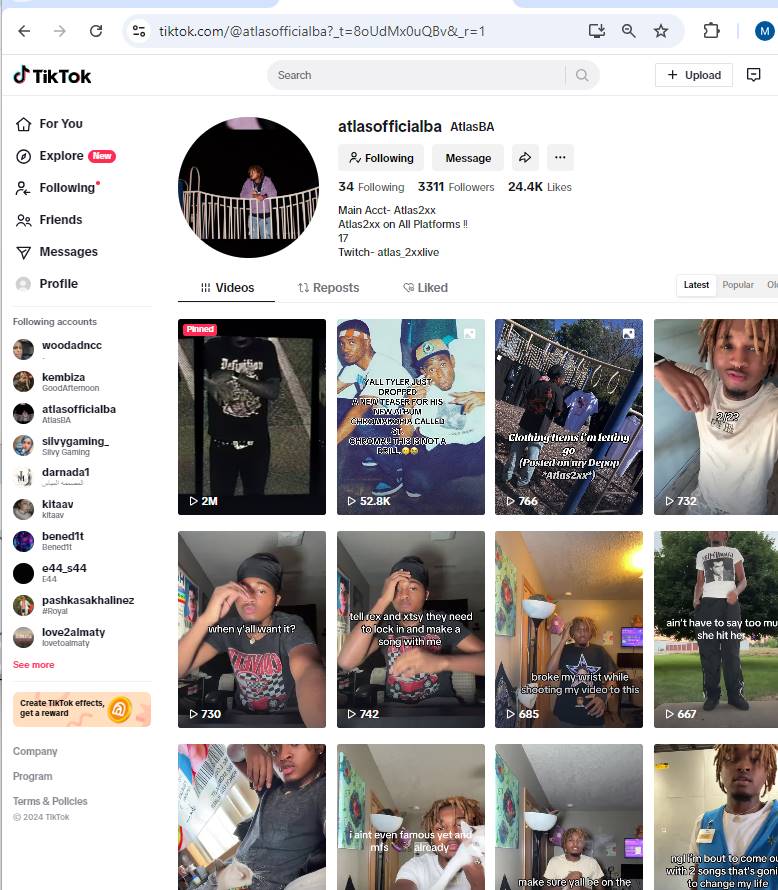 tiktok.com/@atlasofficialba?_t=8oUdMx0uQBv&_r=1
M
TikTok
Search
Upload
For You
Explore New
Following
Friends
Messages
Profile
Following accounts
woodadncc
kembiza
GoodAfternoon
atlasofficialba
AtlasBA
silvygaming_
Silvy Gaming
darnada1
kitaav
kitaav
bened1t
Bened1t
e44_s44
E44
pashkasakhalinez
#Royal
love2almaty
lovetoalmaty
See more
Create TikTok effects,
get a reward
Company
Program
Terms & Policies
© 2024 TikTok
atlasofficialba AtlasBA
Following Message
34 Following 3311 Followers 24.4K Likes
Main Acct- Atlas2xx
Atlas2xx on All Platforms !!
17
Twitch- atlas_2xxlive
Videos Reposts Liked
Latest Popular
Pinned
Definition
2M
YALL TYLER JUST
DROPPED
A NEW TEASER FOR HIS
NEW ALBUM
CHROMAKOPIA CALLED
ST.
CHROMA!! THIS IS NOT A
DRILL
52.8K
Clothing Items i'm letting
go
(Posted on my Depop
*Atlas2xx*)
766
732
when y'all want it?
730
tell rex and xtsy they need
to lock in and make a
song with me
742
broke my wrist while
shooting my video to this
685
ain't have to say too mu
she hit her
667
i aint even famous yet and
mfs already
make sure yall be on the
ngl i'm bout to come ou
with 2 songs that's gon
to change my life